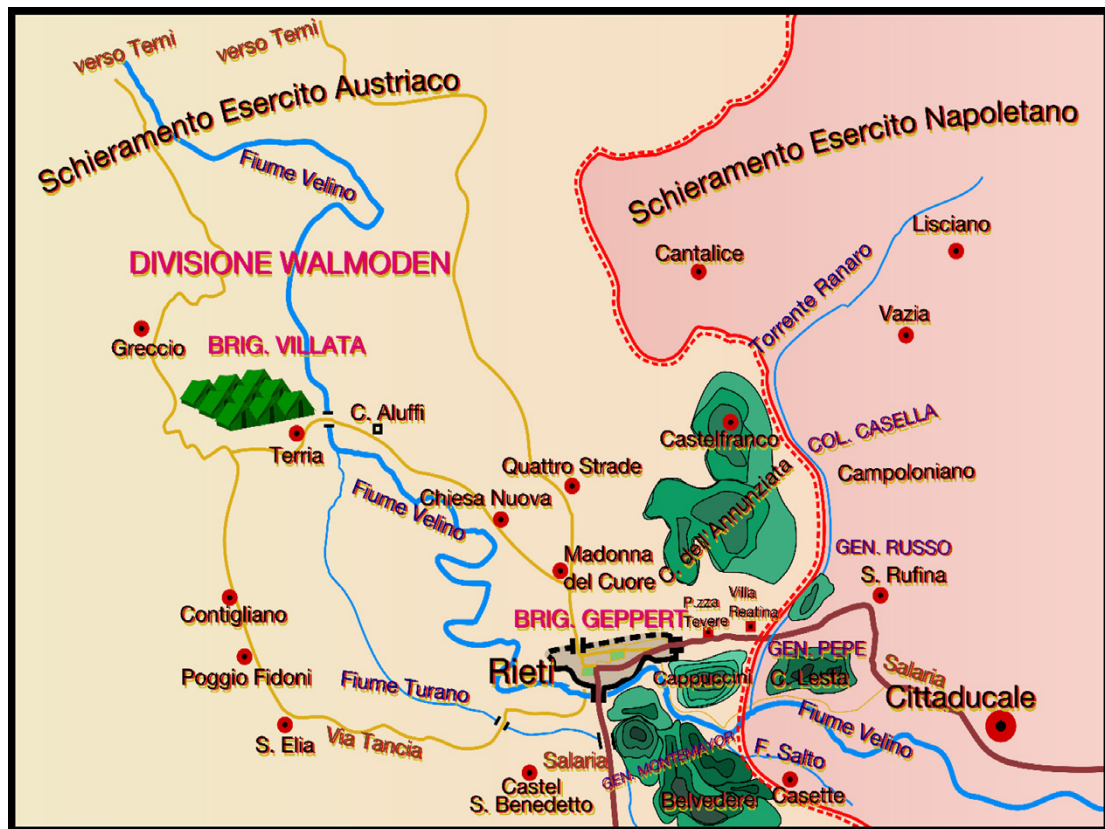 verso Terni
verso Terni
Schieramento Esercito Austriaco
Schieramento Esercito Napoletano
Fiume Velino
Lisciano
Cantalice
DIVISIONE WALMODEN
Torrente Ranaro
Vazia
Greccio
BRIG. VILLATA
C. Aluffi
Castelfranco
COL. CASELLA
Terria
Quattro Strade
Campoloniano
Fiume Velino
Chiesa Nuova
C. dell'Annunziata
GEN. RUSSO
Madonna
del Cuore
S. Rufina
Contigliano
P.zza
Tevere
Villa
Reatina
BRIG. GEPPERT
GEN. PEPE
Poggio Fidoni
Rieti
Cappuccini
C. Lesta
Salaria
Fiume Turano
Cittaducale
S. Elia
Via Tancia
Fiume Velino
Salaria
GEN. MONTEMAYOR
F. Salto
Castel
S. Benedetto
Belvedere
Casette